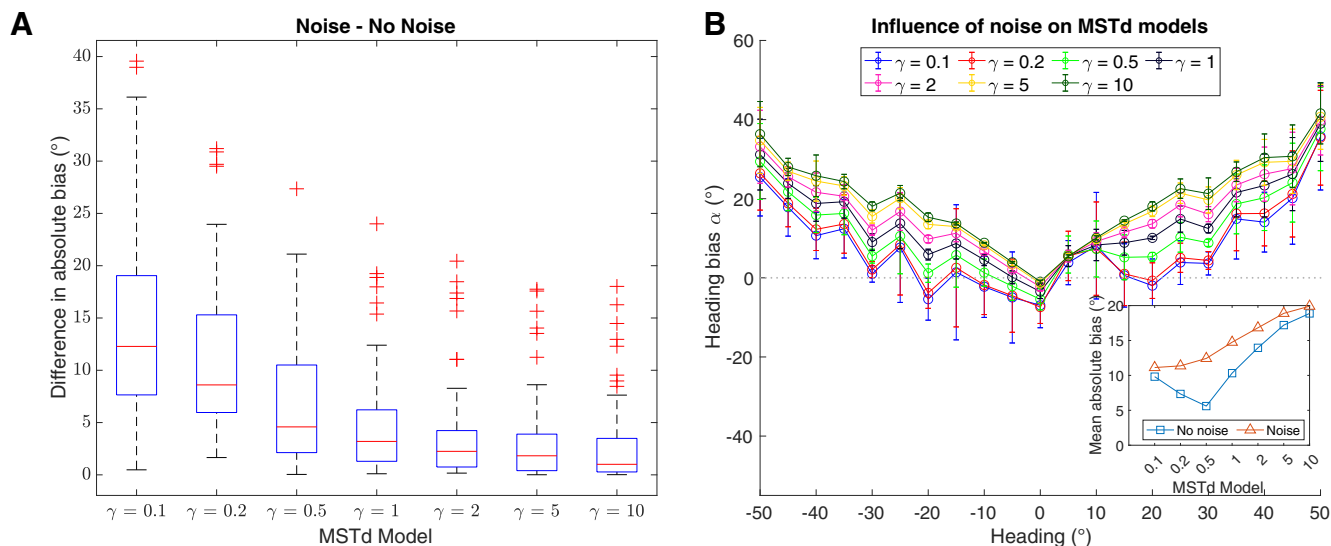 A
Noise - No Noise
Difference in absolute bias (°)
40
35
30
25
20
15
10
5
0
γ = 0.1 γ = 0.2 γ = 0.5 γ = 1 γ = 2 γ = 5 γ = 10
MSTd Model
B
Influence of noise on MSTd models
Heading bias α (°)
60
40
20
0
-20
-40
γ = 0.1 γ = 0.2 γ = 0.5 γ = 1
γ = 2 γ = 5 γ = 10
-50 -40 -30 -20 -10 0 10 20 30 40 50
Heading (°)
Mean absolute bias (°)
20
15
10
5
0
No noise Noise
0.1 0.2 0.5 1 2 5 10
MSTd Model